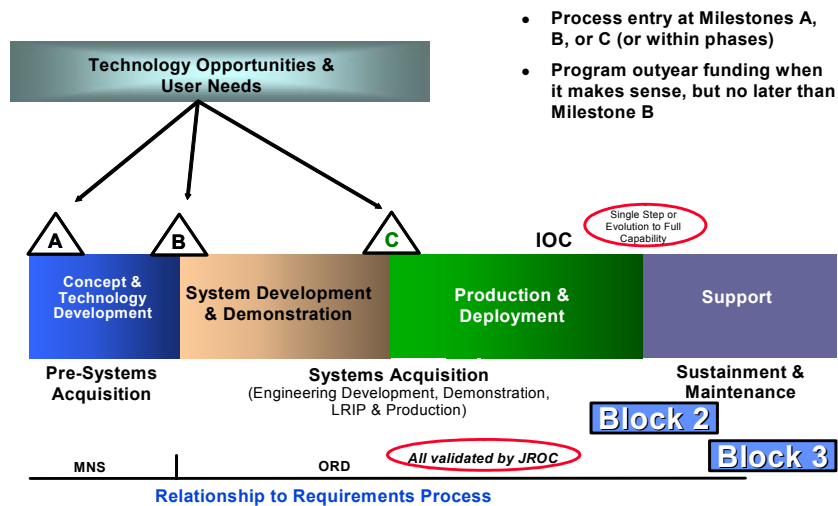 • Process entry at Milestones A,
B, or C (or within phases)
• Program outyear funding when
it makes sense, but no later than
Milestone B
Technology Opportunities &
User Needs
A
B
C
IOC
Single Step or
Evolution to Full
Capability
Concept &
Technology
Development
System Development
& Demonstration
Production &
Deployment
Support
Pre-Systems
Acquisition
Systems Acquisition
(Engineering Development, Demonstration,
LRIP & Production)
Sustainment &
Maintenance
Block 2
Block 3
MNS
ORD
All validated by JROC
Relationship to Requirements Process